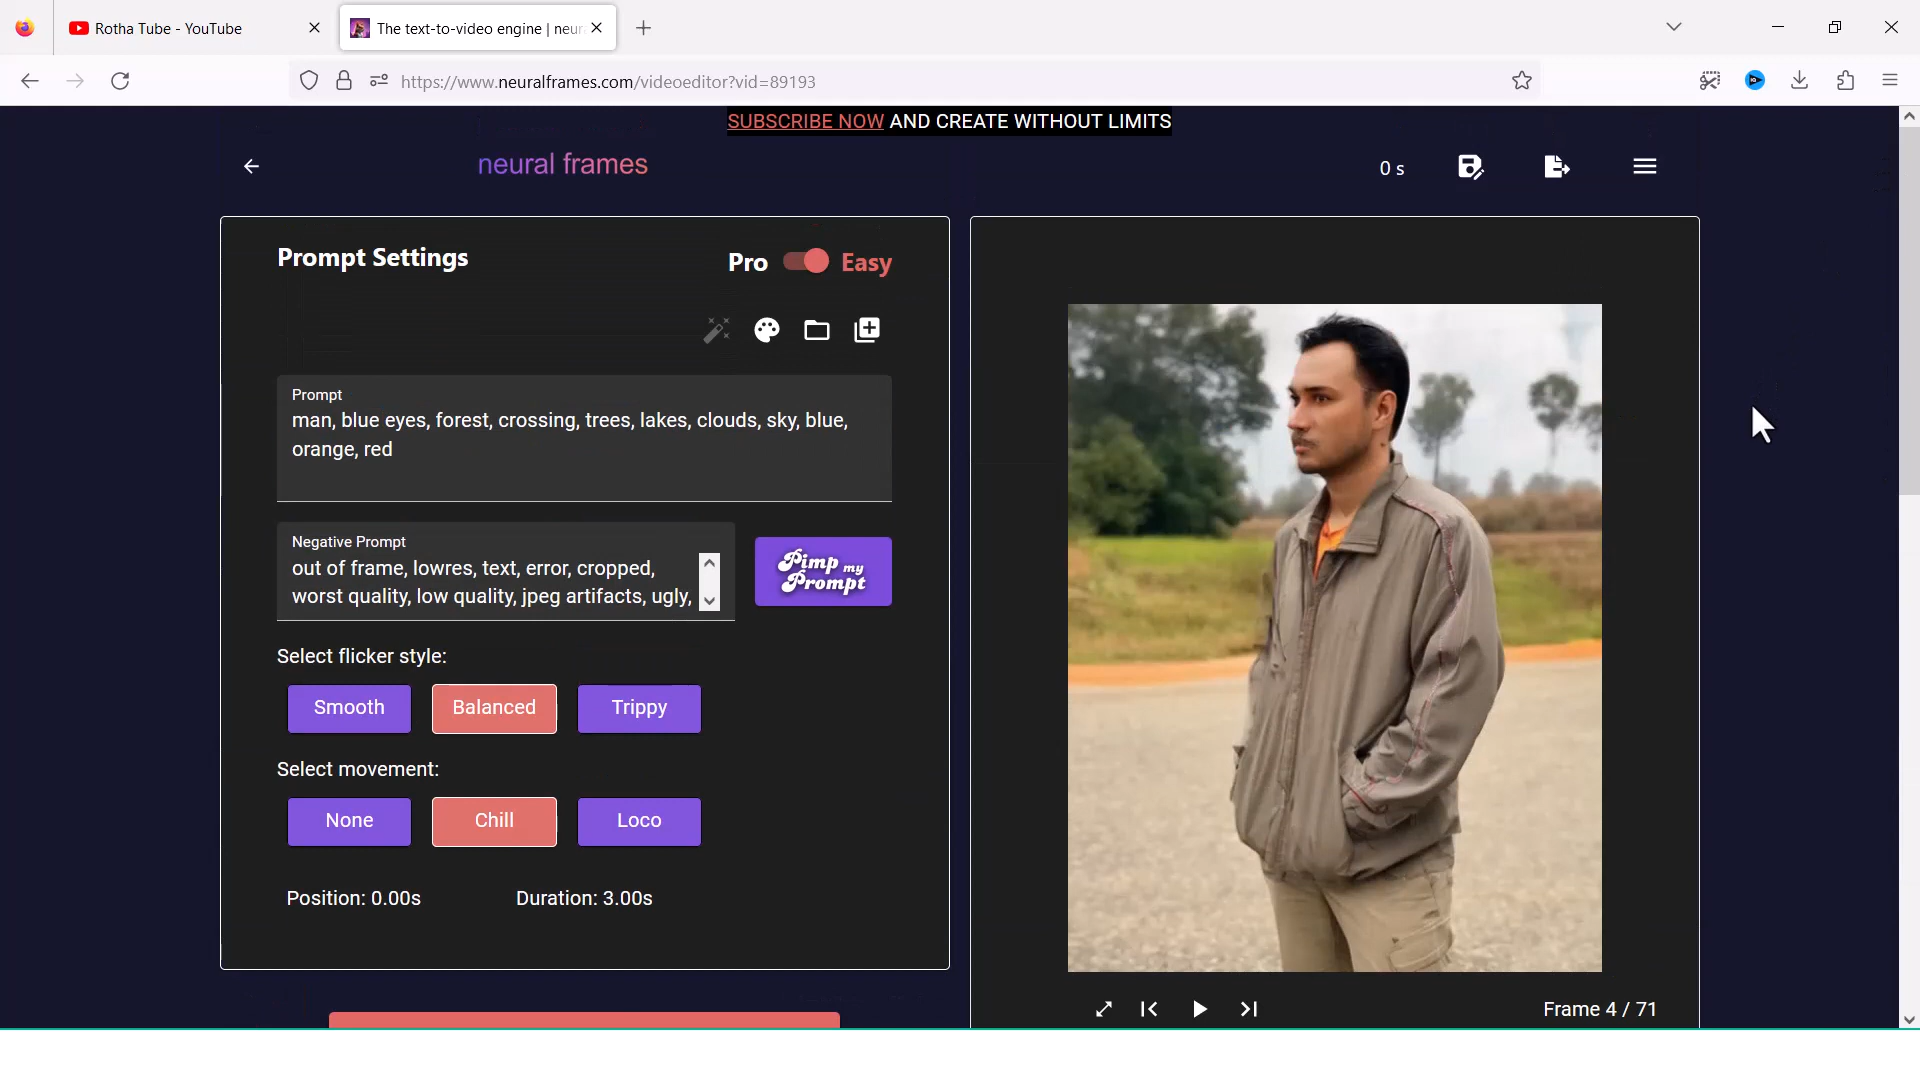 Rotha Tube - YouTube
The text-to-video engine | neur
https://www.neuralframes.com/videoeditor?vid=89193
SUBSCRIBE NOW AND CREATE WITHOUT LIMITS
neural frames
0 s
Prompt Settings
Pro Easy
Prompt
man, blue eyes, forest, crossing, trees, lakes, clouds, sky, blue,
orange, red
Negative Prompt
out of frame, lowres, text, error, cropped,
worst quality, low quality, jpeg artifacts, ugly,
Pimp my
Prompt
Select flicker style:
Smooth Balanced Trippy
Select movement:
None Chill Loco
Position: 0.00s Duration: 3.00s
Frame 4 / 71